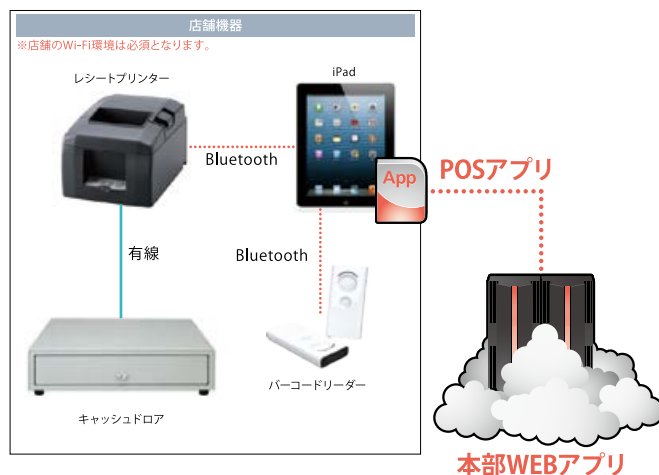 店舗機器
※店舗のWi-Fi環境は必須となります。
レシートプリンター
iPad
Bluetooth
App
POSアプリ
有線
Bluetooth
バーコードリーダー
キャッシュドロア
本部WEBアプリ